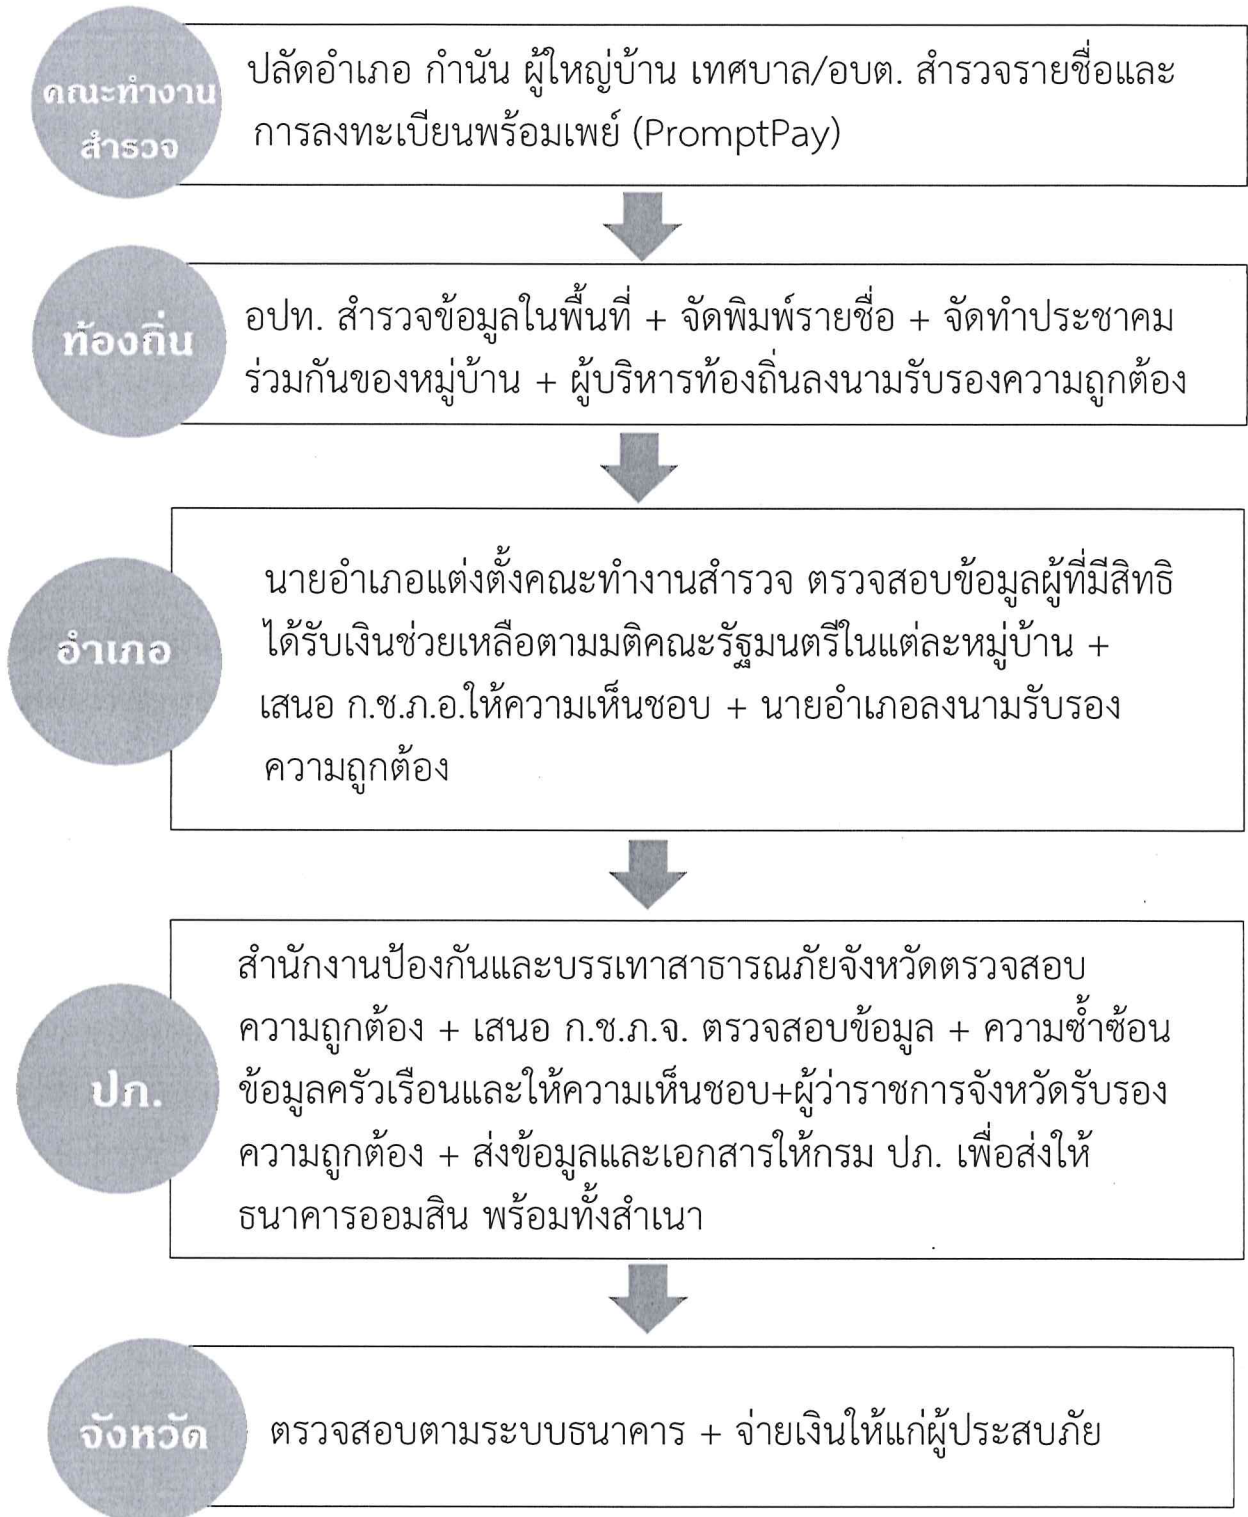 คณะทำงาน
สำรวจ
ปลัดอำเภอ กำนัน ผู้ใหญ่บ้าน เทศบาล/อบต. สำรวจรายชื่อและ
การลงทะเบียนพร้อมเพย์ (PromptPay)
ท้องถิ่น
อปท. สำรวจข้อมูลในพื้นที่ + จัดพิมพ์รายชื่อ + จัดทำประชาคม
ร่วมกันของหมู่บ้าน + ผู้บริหารท้องถิ่นลงนามรับรองความถูกต้อง
อำเภอ
นายอำเภอแต่งตั้งคณะทำงานสำรวจ ตรวจสอบข้อมูลผู้ที่มีสิทธิ
ได้รับเงินช่วยเหลือตามมติคณะรัฐมนตรีในแต่ละหมู่บ้าน +
เสนอ ก.ช.ภ.อ.ให้ความเห็นชอบ + นายอำเภอลงนามรับรอง
ความถูกต้อง
ปภ.
สำนักงานป้องกันและบรรเทาสาธารณภัยจังหวัดตรวจสอบ
ความถูกต้อง + เสนอ ก.ช.ภ.จ. ตรวจสอบข้อมูล + ความซ้ำซ้อน
ข้อมูลครัวเรือนและให้ความเห็นชอบ+ผู้ว่าราชการจังหวัดรับรอง
ความถูกต้อง + ส่งข้อมูลและเอกสารให้กรม ปภ. เพื่อส่งให้
ธนาคารออมสิน พร้อมทั้งสำเนา
จังหวัด
ตรวจสอบตามระบบธนาคาร + จ่ายเงินให้แก่ผู้ประสบภัย